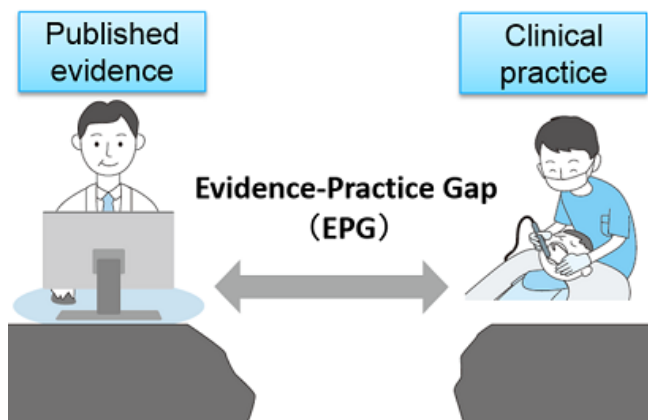 Published
evidence
Clinical
practice
Evidence-Practice Gap
（EPG）